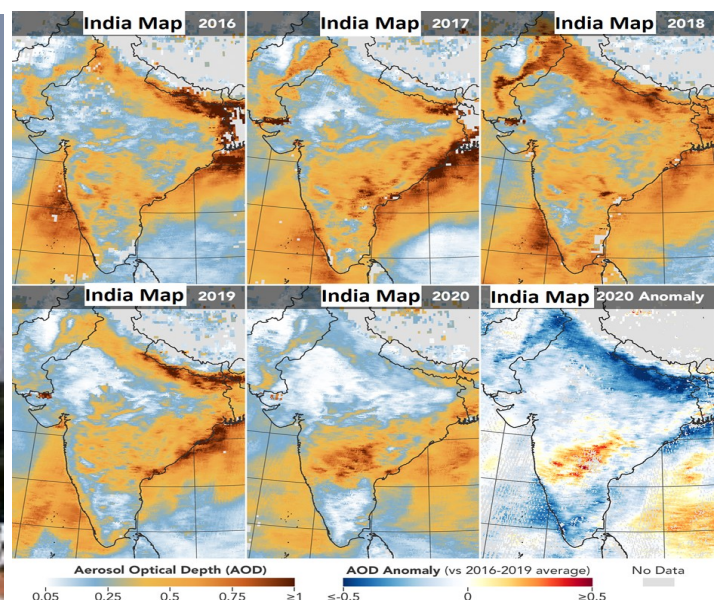 India Map 2016
India Map 2017
India Map 2018
India Map 2019
India Map 2020
India Map 2020 Anomaly
Aerosol Optical Depth (AOD)
0.05 0.25 0.5 0.75 ≥1
AOD Anomaly (vs 2016-2019 average)
≤-0.5 0 ≥0.5
No Data